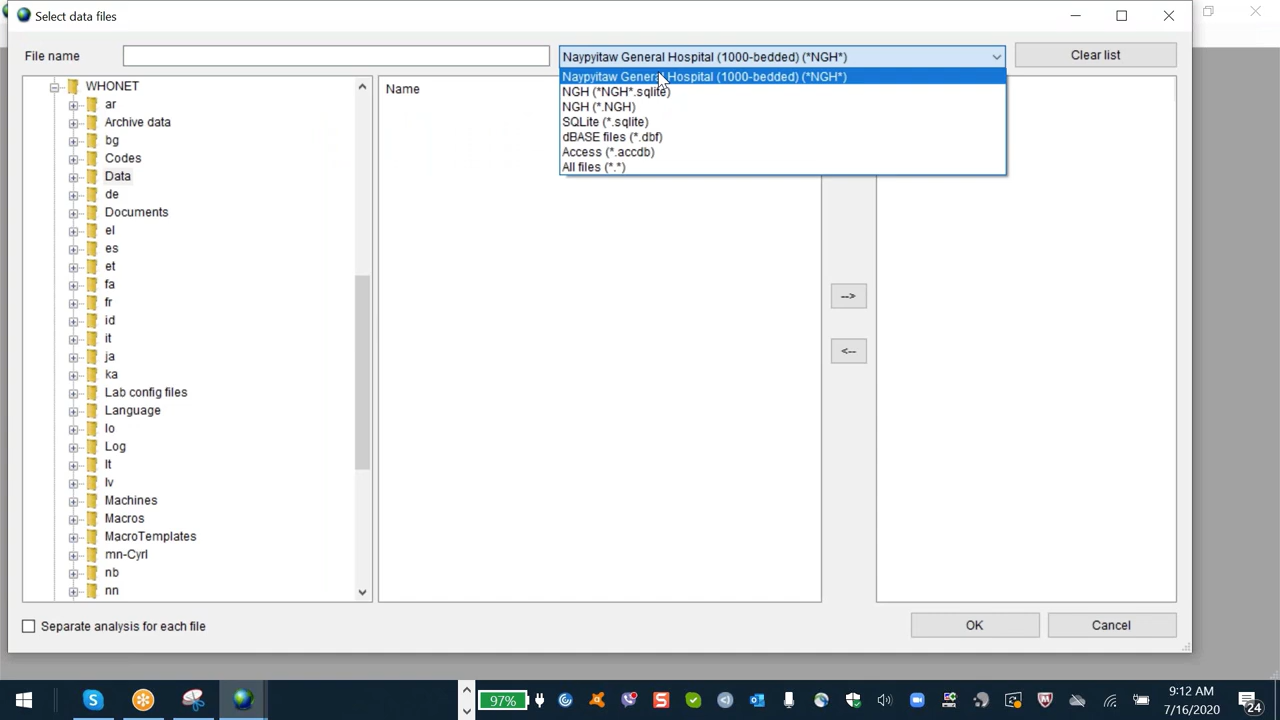 Select data files
File name
Naypyitaw General Hospital (1000-bedded) (*NGH*)
Clear list
Naypyitaw General Hospital (1000-bedded) (*NGH*)
NGH (*NGH*.sqlite)
NGH (*.NGH)
SQLite (*.sqlite)
dBASE files (*.dbf)
Access (*.accdb)
All files (*.*)
WHONET
ar
Archive data
bg
Codes
Data
de
Documents
el
es
et
fa
fr
id
it
ja
ka
Lab config files
Language
lo
Log
lt
lv
Machines
Macros
MacroTemplates
mn-Cyrl
nb
nn
Name
-->
<--
Separate analysis for each file
OK
Cancel
97%
9:12 AM
7/16/2020
24